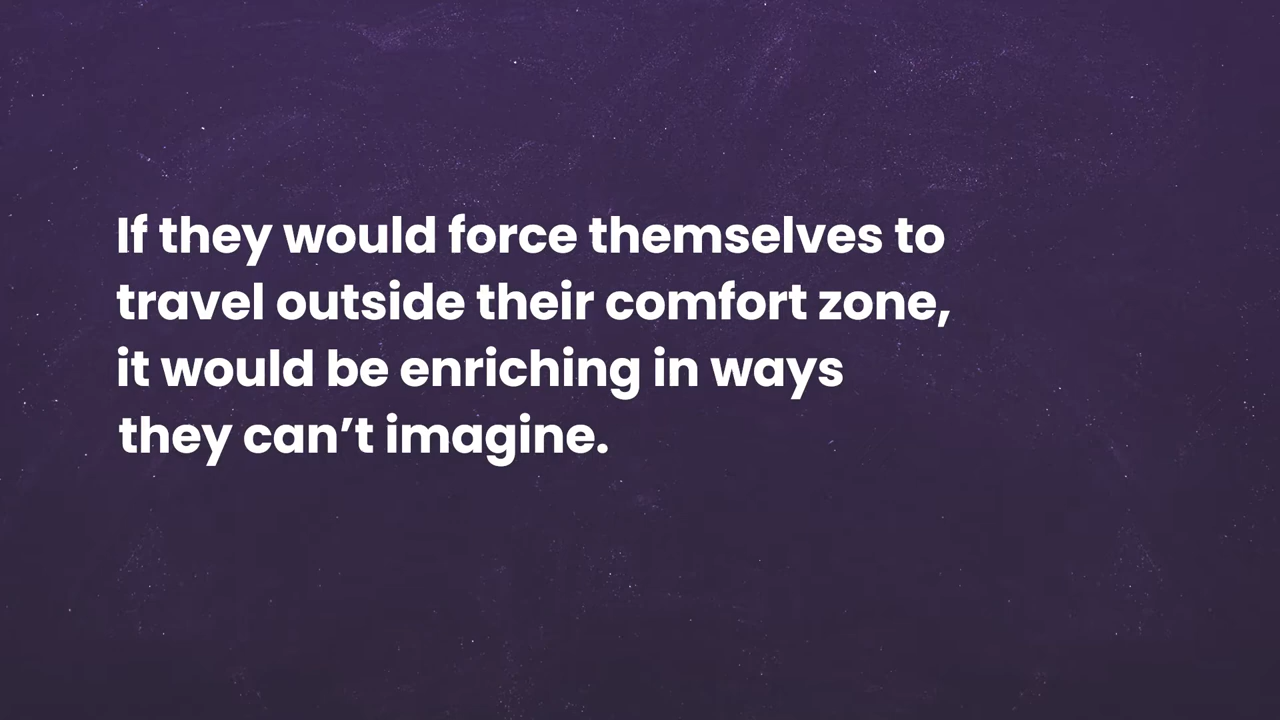 If they would force themselves to
travel outside their comfort zone,
it would be enriching in ways
they can’t imagine.